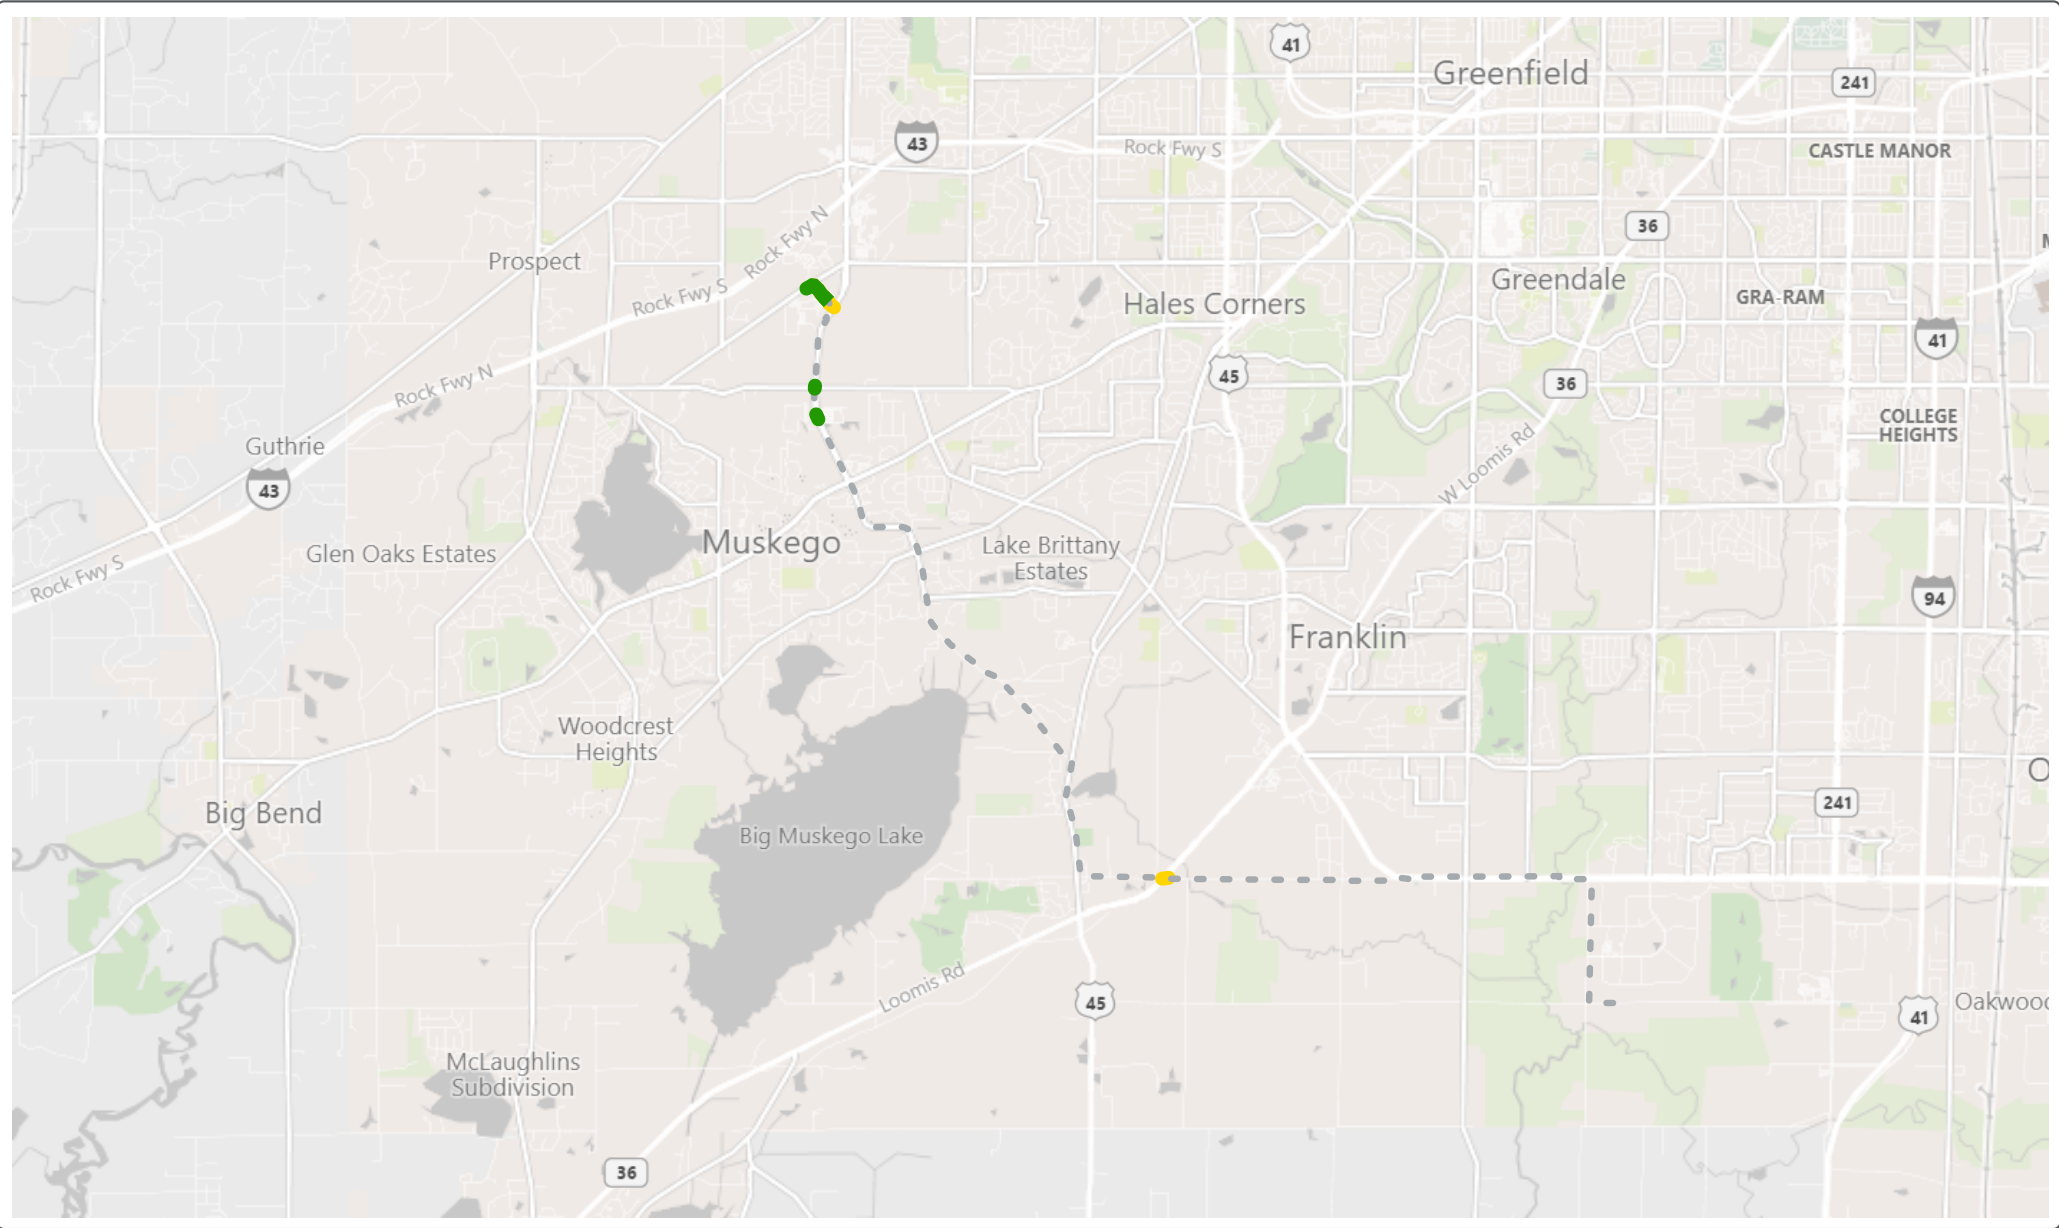 41
Greenfield
241
43
Rock Fwy S
CASTLE MANOR
Rock Fwy N
36
Prospect
Rock Fwy S
Greendale
GRA-RAM
Hales Corners
41
45
36
Rock Fwy N
COLLEGE
HEIGHTS
Guthrie
W Loomis Rd
43
Muskego
Lake Brittany
Estates
Glen Oaks Estates
Rock Fwy S
94
Franklin
Woodcrest
Heights
O
241
Big Bend
Big Muskego Lake
Loomis Rd
45
41
Oakwoo
McLaughlins
Subdivision
36